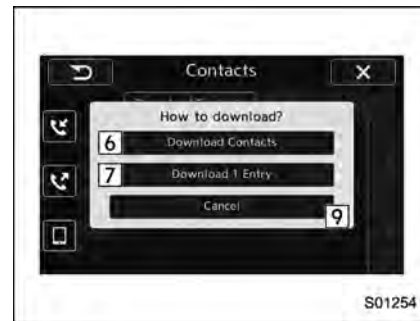 Contacts
How to download?
6 Download Contacts
7 Download 1 Entry
Cancel
9
S01254